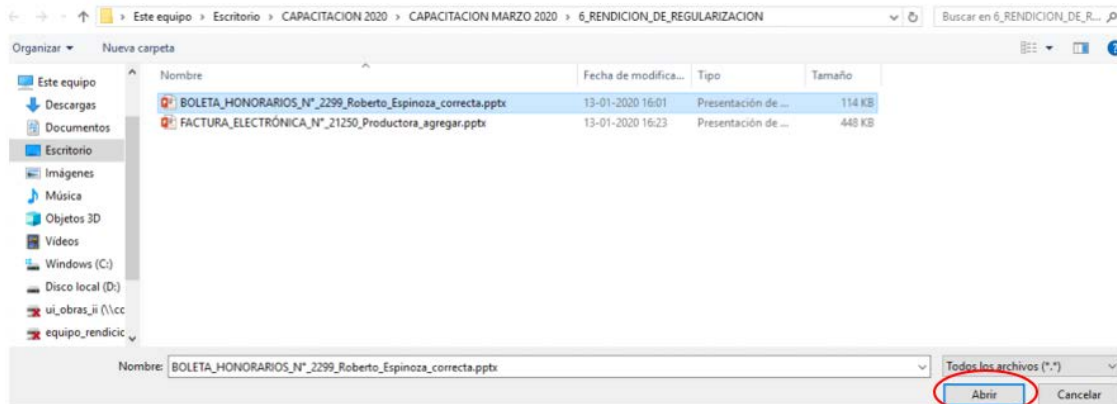 Este equipo > Escritorio > CAPACITACION 2020 > CAPACITACION MARZO 2020 > 6_RENDICION_DE_REGULARIZACION Buscar en 6_RENDICION_DE_R...
Organizar Nueva carpeta
Nombre Fecha de modifica... Tipo Tamaño
Este equipo
Descargas
Documentos
Escritorio
Imágenes
Música
Objetos 3D
Vídeos
Windows (C:)
Disco local (D:)
ui_obras_ii (\\cc
equipo_rendicic
BOLETA_HONORARIOS_N°_2299_Roberto_Espinoza_correcta.pptx 13-01-2020 16:01 Presentación de ... 114 KB
FACTURA_ELECTRÓNICA_N°_21250_Productora_agregar.pptx 13-01-2020 16:23 Presentación de ... 448 KB
Nombre: BOLETA_HONORARIOS_N°_2299_Roberto_Espinoza_correcta.pptx Todos los archivos (*.*)
Abrir Cancelar